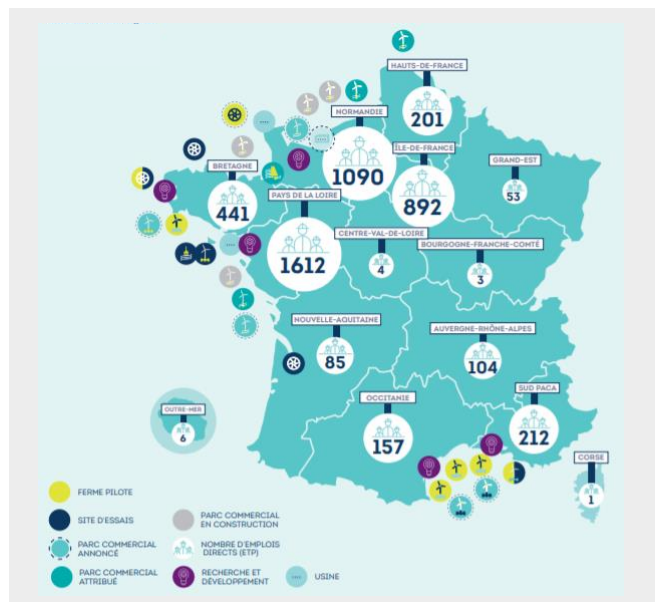 HAUTS-DE-FRANCE
201
NORMANDIE
1090
ÎLE-DE-FRANCE
892
GRAND-EST
53
BRETAGNE
441
PAYS DE LA LOIRE
1612
CENTRE-VAL-DE-LOIRE
4
BOURGOGNE-FRANCHE-COMTÉ
3
NOUVELLE-AQUITAINE
85
AUVERGNE-RHÔNE-ALPES
104
OUTRE-MER
6
OCCITANIE
157
SUD PACA
212
CORSE
1
FERME PILOTE
SITE D'ESSAIS
PARC COMMERCIAL
ANNONCÉ
PARC COMMERCIAL
ATTRIBUÉ
PARC COMMERCIAL
EN CONSTRUCTION
NOMBRE D'EMPLOIS
DIRECTS (ETP)
RECHERCHE ET
DÉVELOPPEMENT
USINE